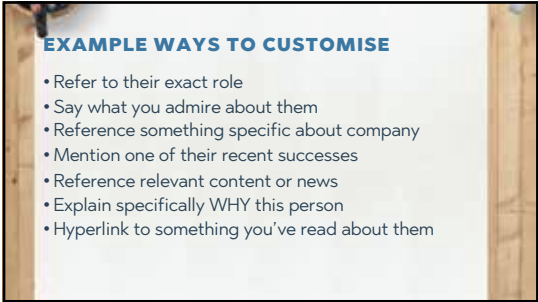 EXAMPLE WAYS TO CUSTOMISE
• Refer to their exact role
• Say what you admire about them
• Reference something specific about company
• Mention one of their recent successes
• Reference relevant content or news
• Explain specifically WHY this person
• Hyperlink to something you've read about them